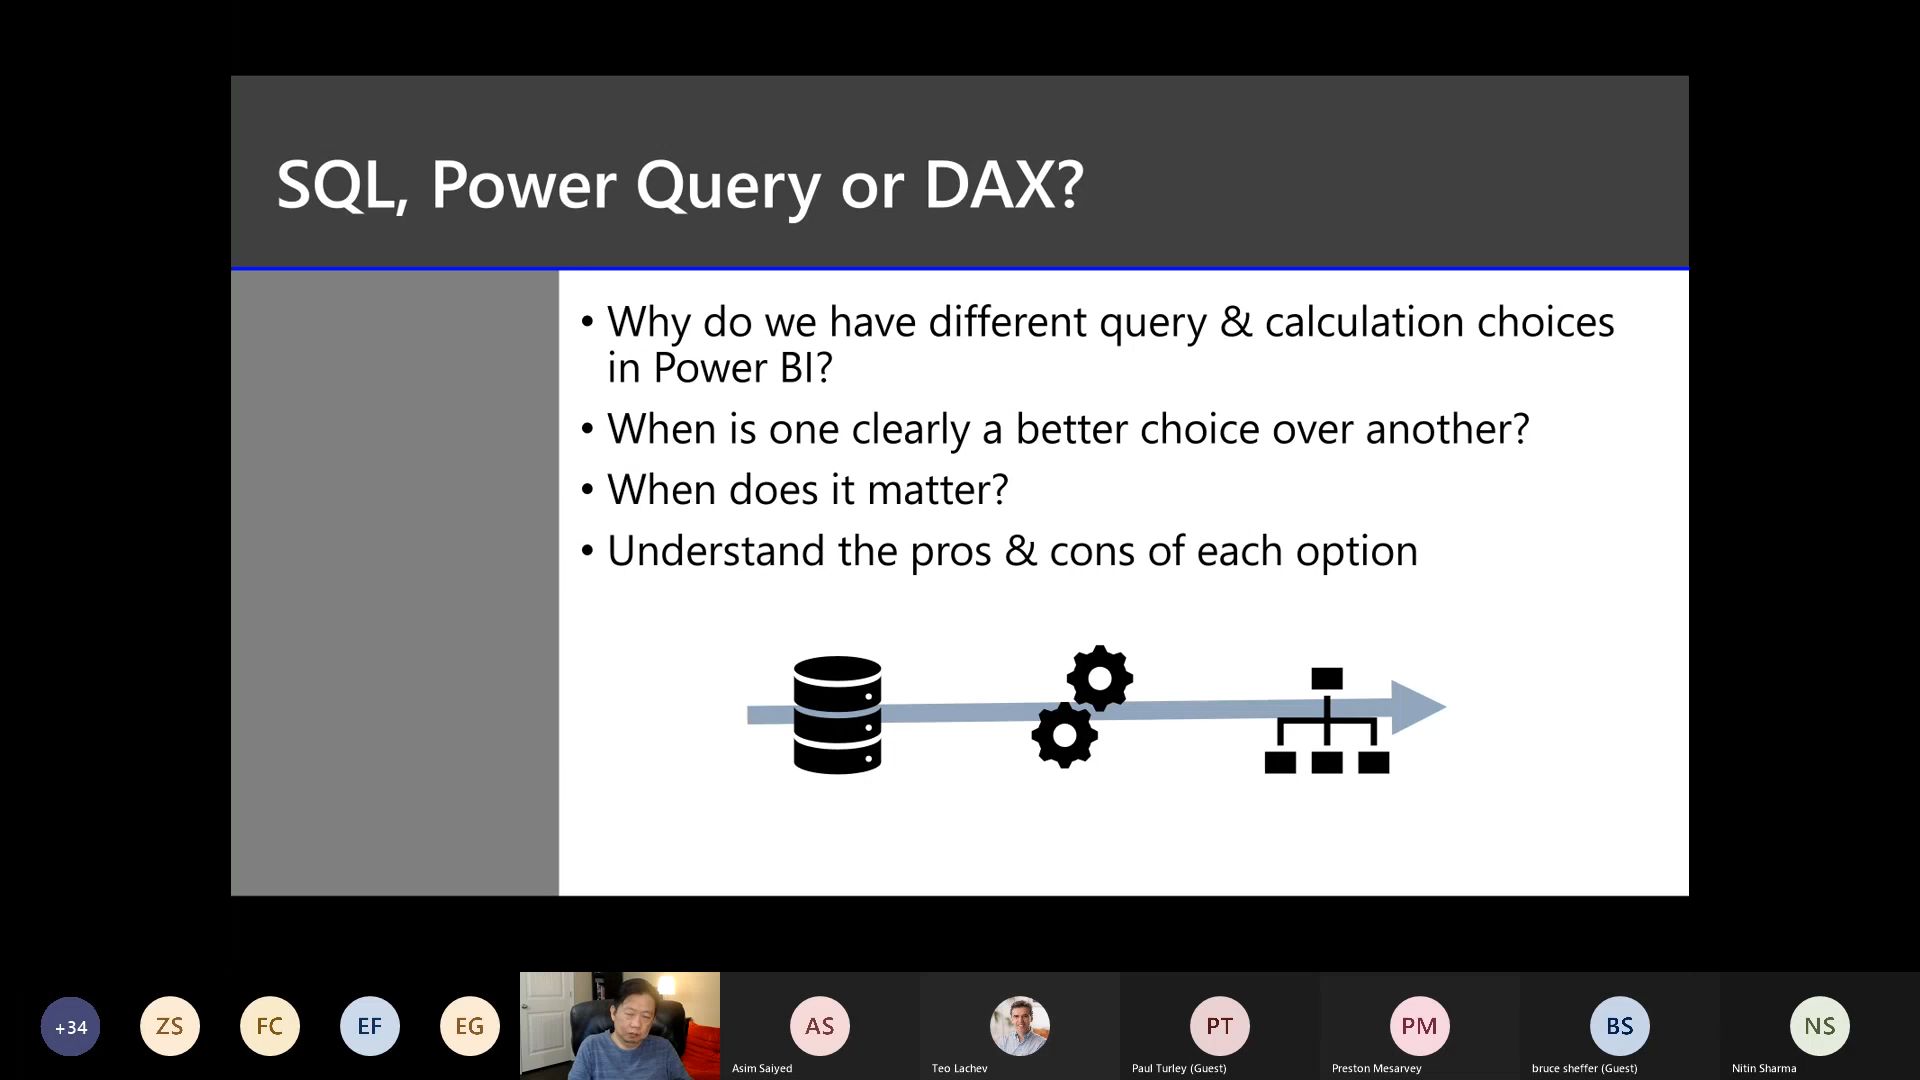 SQL, Power Query or DAX?
• Why do we have different query & calculation choices
in Power BI?
• When is one clearly a better choice over another?
• When does it matter?
• Understand the pros & cons of each option
+34
ZS
FC
EF
EG
AS
PT
PM
BS
NS
Asim Saiyed
Teo Lachev
Paul Turley (Guest)
Preston Mesarvey
bruce sheffer (Guest)
Nitin Sharma